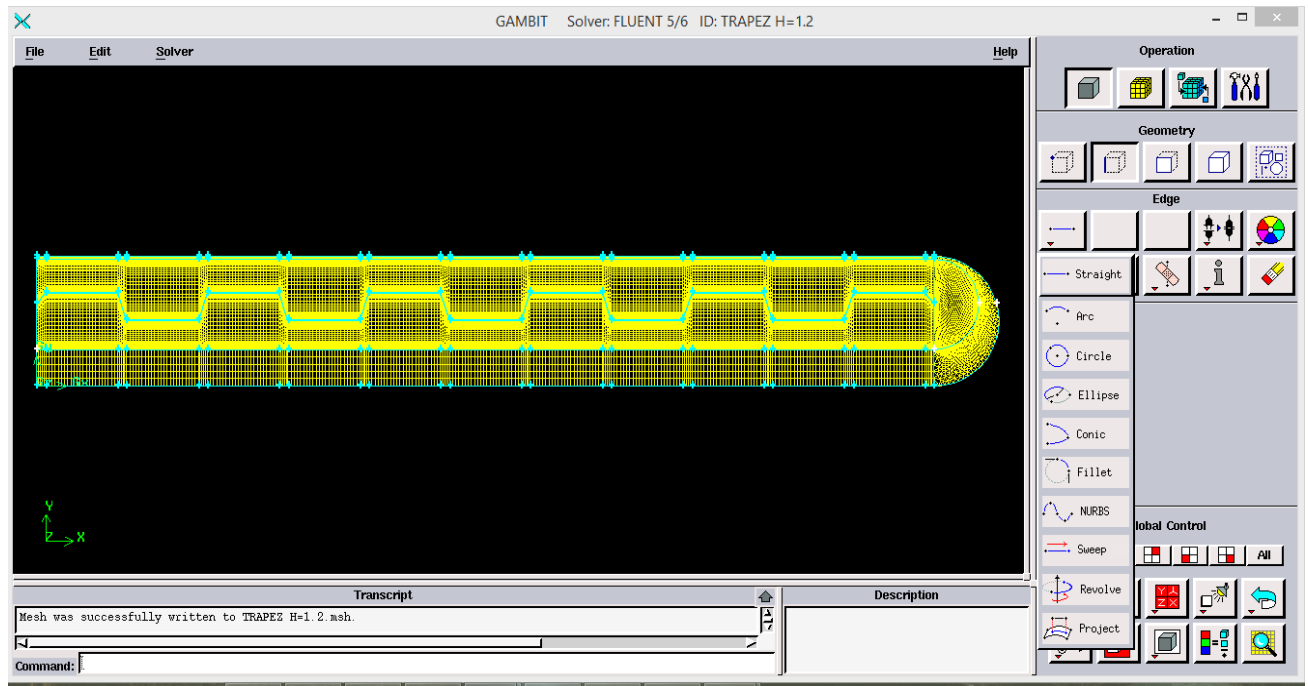 GAMBIT Solver: FLUENT 5/6 ID: TRAPEZ H=1.2
File Edit Solver Help
Operation
Geometry
Edge
Straight
Arc
Circle
Ellipse
Conic
Fillet
NURBS
Sweep
Revolve
Project
lobal Control
All
Y
Z X
Transcript
Description
Mesh was successfully written to TRAPEZ H=1.2.msh.
Command: